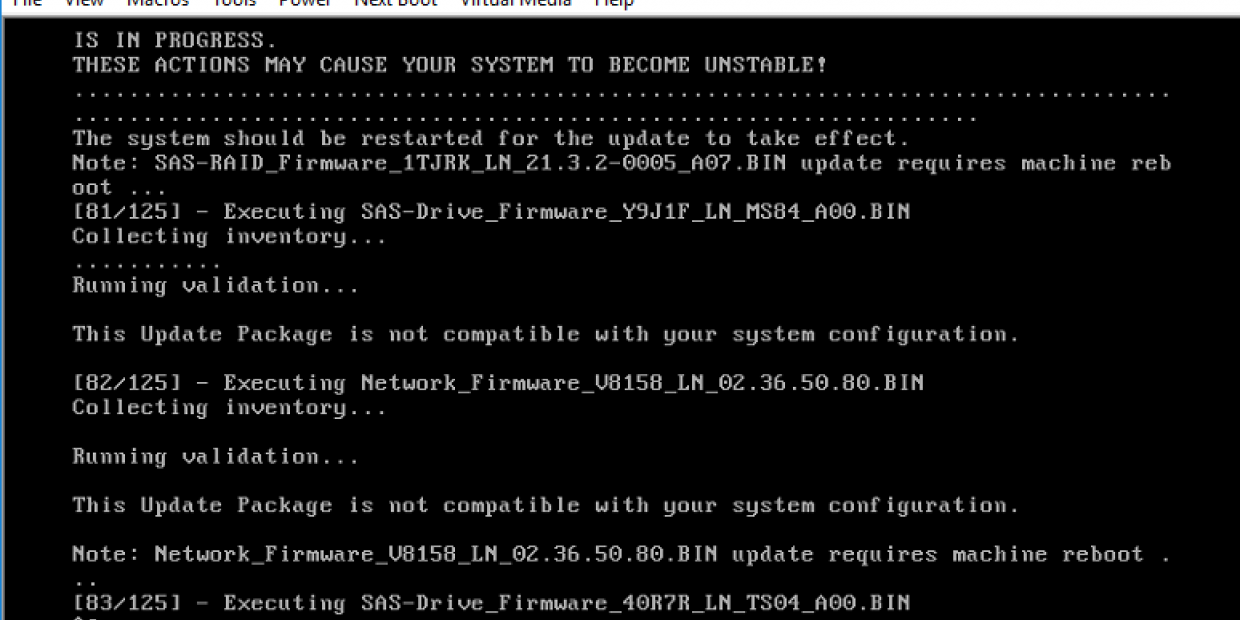 File View Macros Tools Power Next Boot Virtual Media Help
IS IN PROGRESS.
THESE ACTIONS MAY CAUSE YOUR SYSTEM TO BECOME UNSTABLE!
................................................................................
..................................................................
The system should be restarted for the update to take effect.
Note: SAS-RAID_Firmware_1TJRK_LN_21.3.2-0005_A07.BIN update requires machine reb
oot ...
[81/125] - Executing SAS-Drive_Firmware_Y9J1F_LN_MS84_A00.BIN
Collecting inventory...
...........
Running validation...
This Update Package is not compatible with your system configuration.
[82/125] - Executing Network_Firmware_V8158_LN_02.36.50.80.BIN
Collecting inventory...
Running validation...
This Update Package is not compatible with your system configuration.
Note: Network_Firmware_V8158_LN_02.36.50.80.BIN update requires machine reboot .
..
[83/125] - Executing SAS-Drive_Firmware_40R7R_LN_TS04_A00.BIN